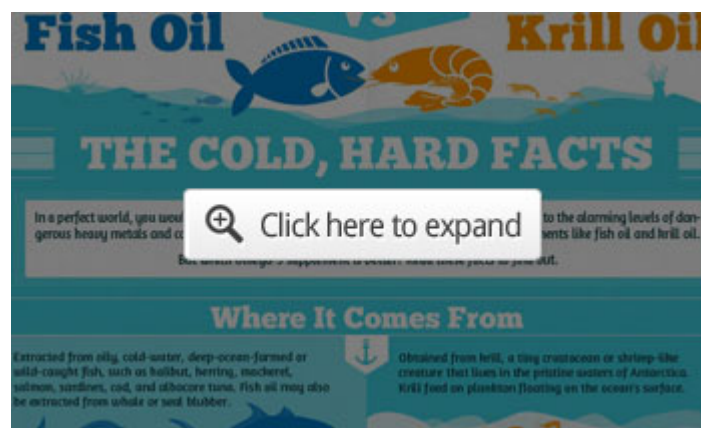 VS
Fish Oil Krill Oil
THE COLD, HARD FACTS
In a perfect world, you to the alarming levels of dan-
gerous heavy metals and ents like fish oil and krill oil.
Click here to expand
But
Where It Comes From
Extracted from oily, cold-water, deep-ocean-farmed or
wild-caught fish, such as halibut, herring, mackerel,
salmon, sardines, cod, and albacore tuna. Fish oil may also
be extracted from whale or seal blubber.
Obtained from krill, a tiny crustacean or shrimp-like
creature that lives in the pristine waters of Antarctica.
Krill feed on plankton floating on the ocean's surface.